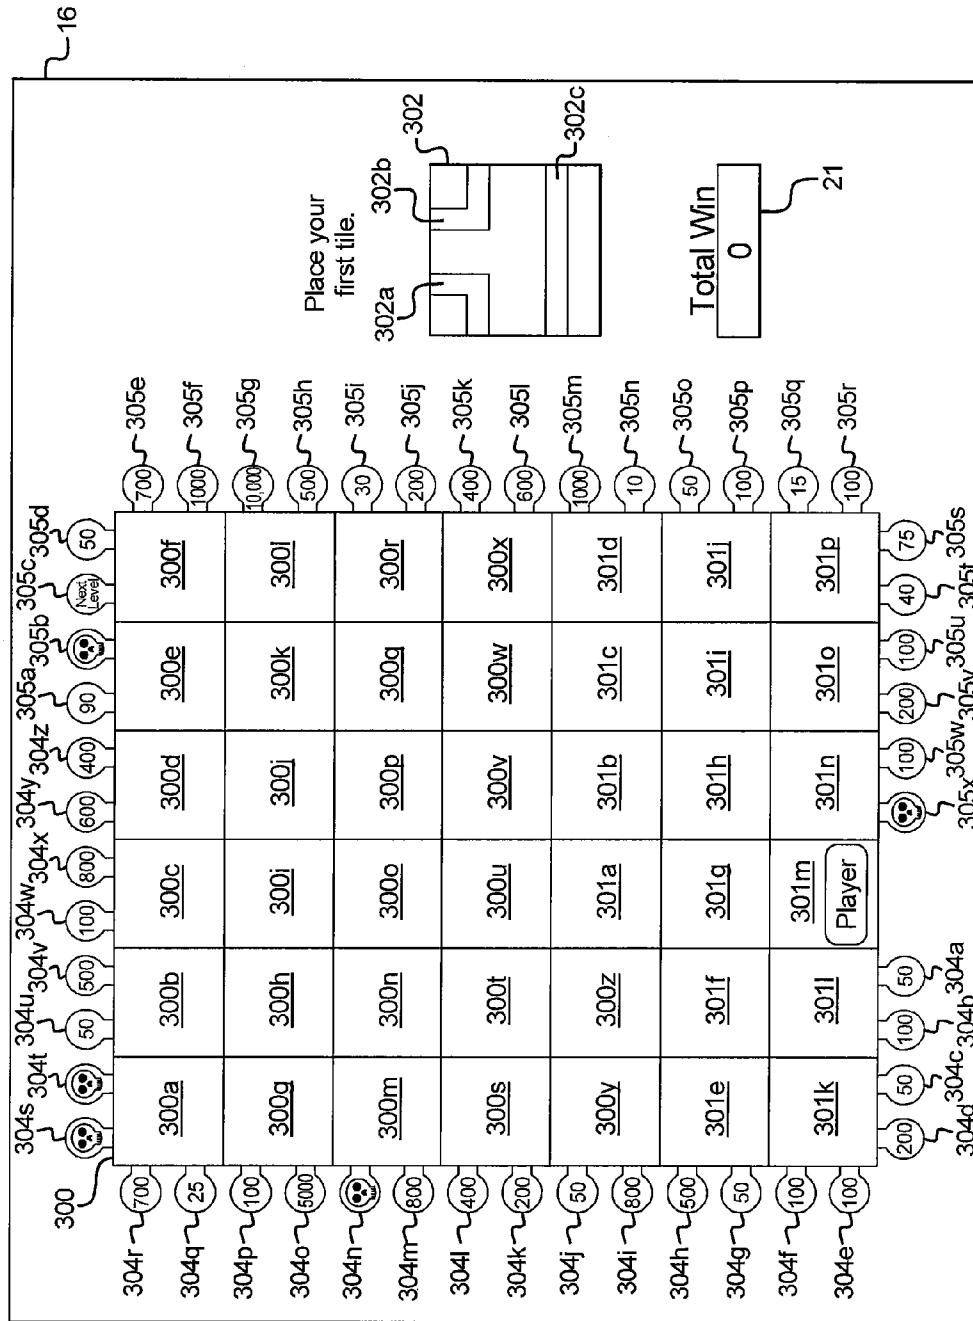 16
304s 304t 304u 304v 304w 304x 304y 304z 305a 305b 305c 305d
50 500 100 800 600 400 90 Next Level 50
300
304r 700 300a 300b 300c 300d 300e 300f 700 305e
304q 25 1000 305f
304p 100 300g 300h 300i 300j 300k 300l 10,000 305g
304o 5000 500 305h
304n 300m 300n 300o 300p 300q 300r 30 305i
304m 800 200 305j
304l 400 300s 300t 300u 300v 300w 300x 400 305k
304k 200 600 305l
304j 50 300y 300z 301a 301b 301c 301d 1000 305m
304i 800 10 305n
304h 500 301e 301f 301g 301h 301i 301j 50 305o
304g 50 100 305p
304f 100 301k 301l 301m 301n 301o 301p 15 305q
304e 100 Player 100 305r
200 50 100 50 100 200 100 40 75
304d 304c 304b 304a 305x 305w 305v 305u 305t 305s
Place your
first tile.
302a 302b 302
302c
Total Win
0
21